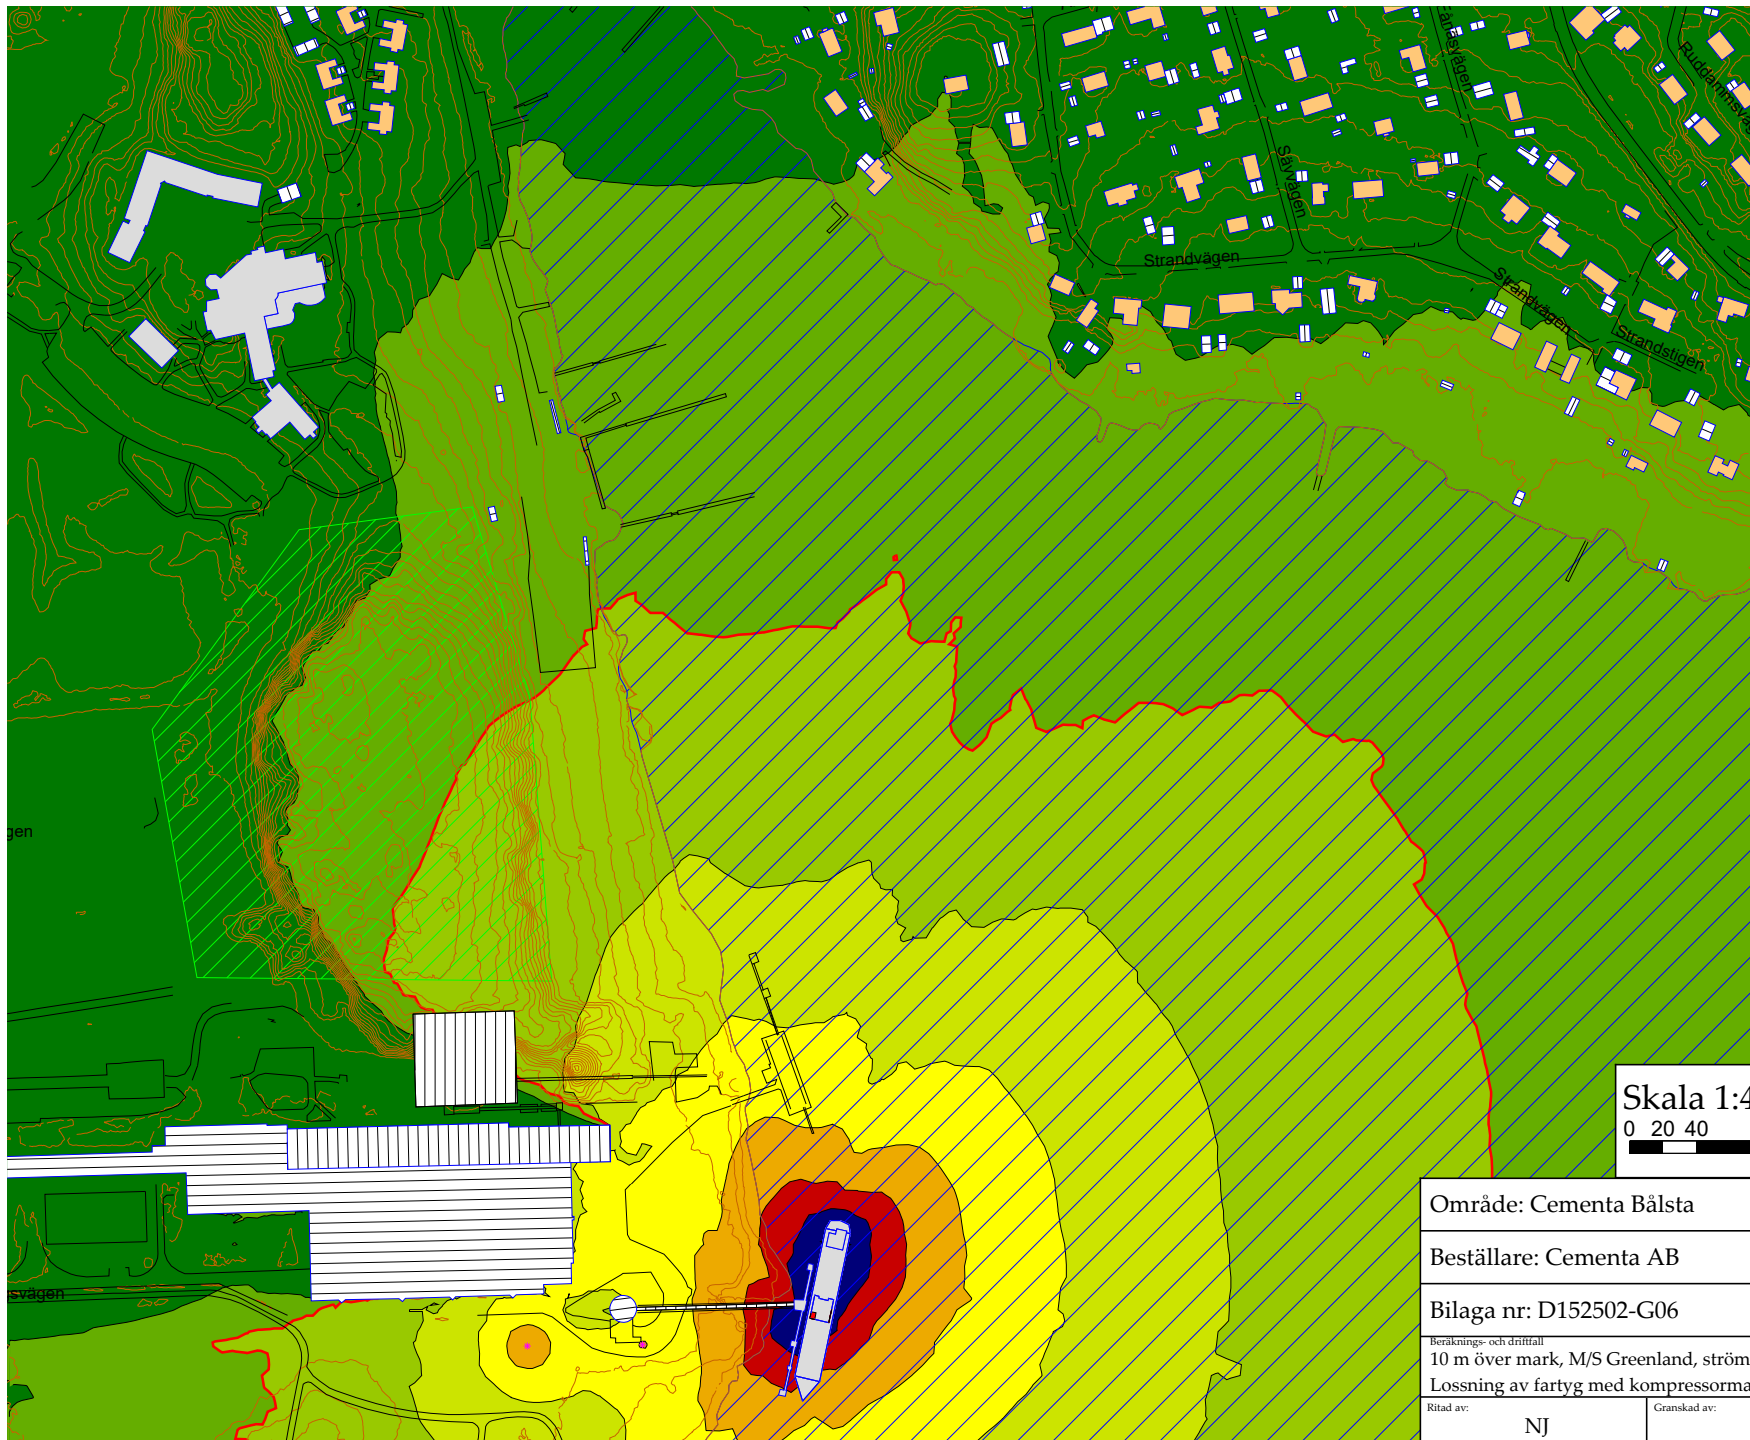 Färnäsvägen
Ruddammsväg
Sävvägen
Strandvägen
Strandvägen
Strandstigen
gen
svägen
Skala 1:4
0 20 40
Område: Cementa Bålsta
Beställare: Cementa AB
Bilaga nr: D152502-G06
Beräknings- och driftfall
10 m över mark, M/S Greenland, ström
Lossning av fartyg med kompressorma
Ritad av:
Granskad av:
NJ